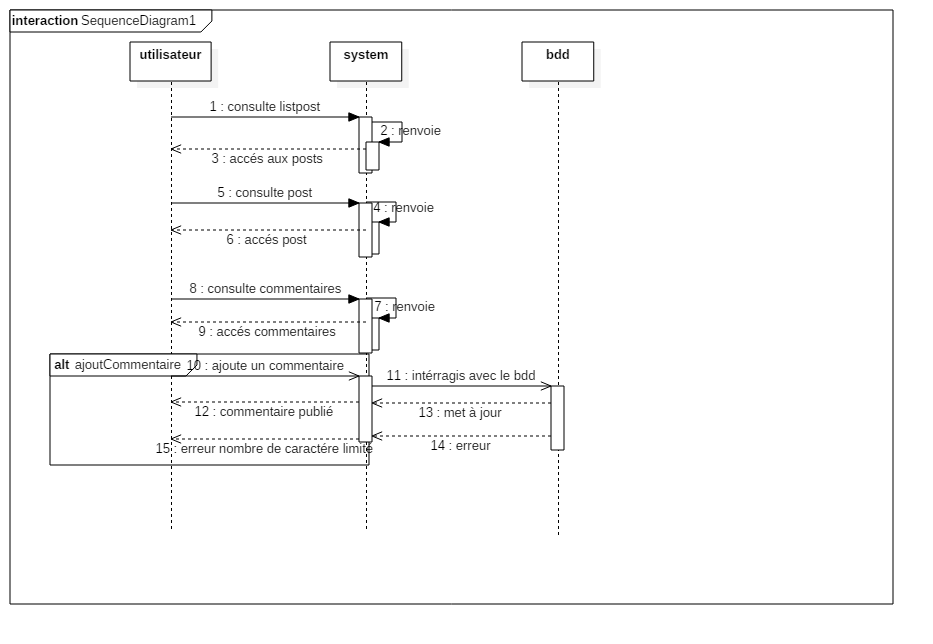 interaction SequenceDiagram1
utilisateur
system
bdd
1 : consulte listpost
2 : renvoie
3 : accés aux posts
5 : consulte post
4 : renvoie
6 : accés post
8 : consulte commentaires
7 : renvoie
9 : accés commentaires
alt ajoutCommentaire
10 : ajoute un commentaire
11 : intérragis avec le bdd
12 : commentaire publié
13 : met à jour
14 : erreur
15 : erreur nombre de caractére limité